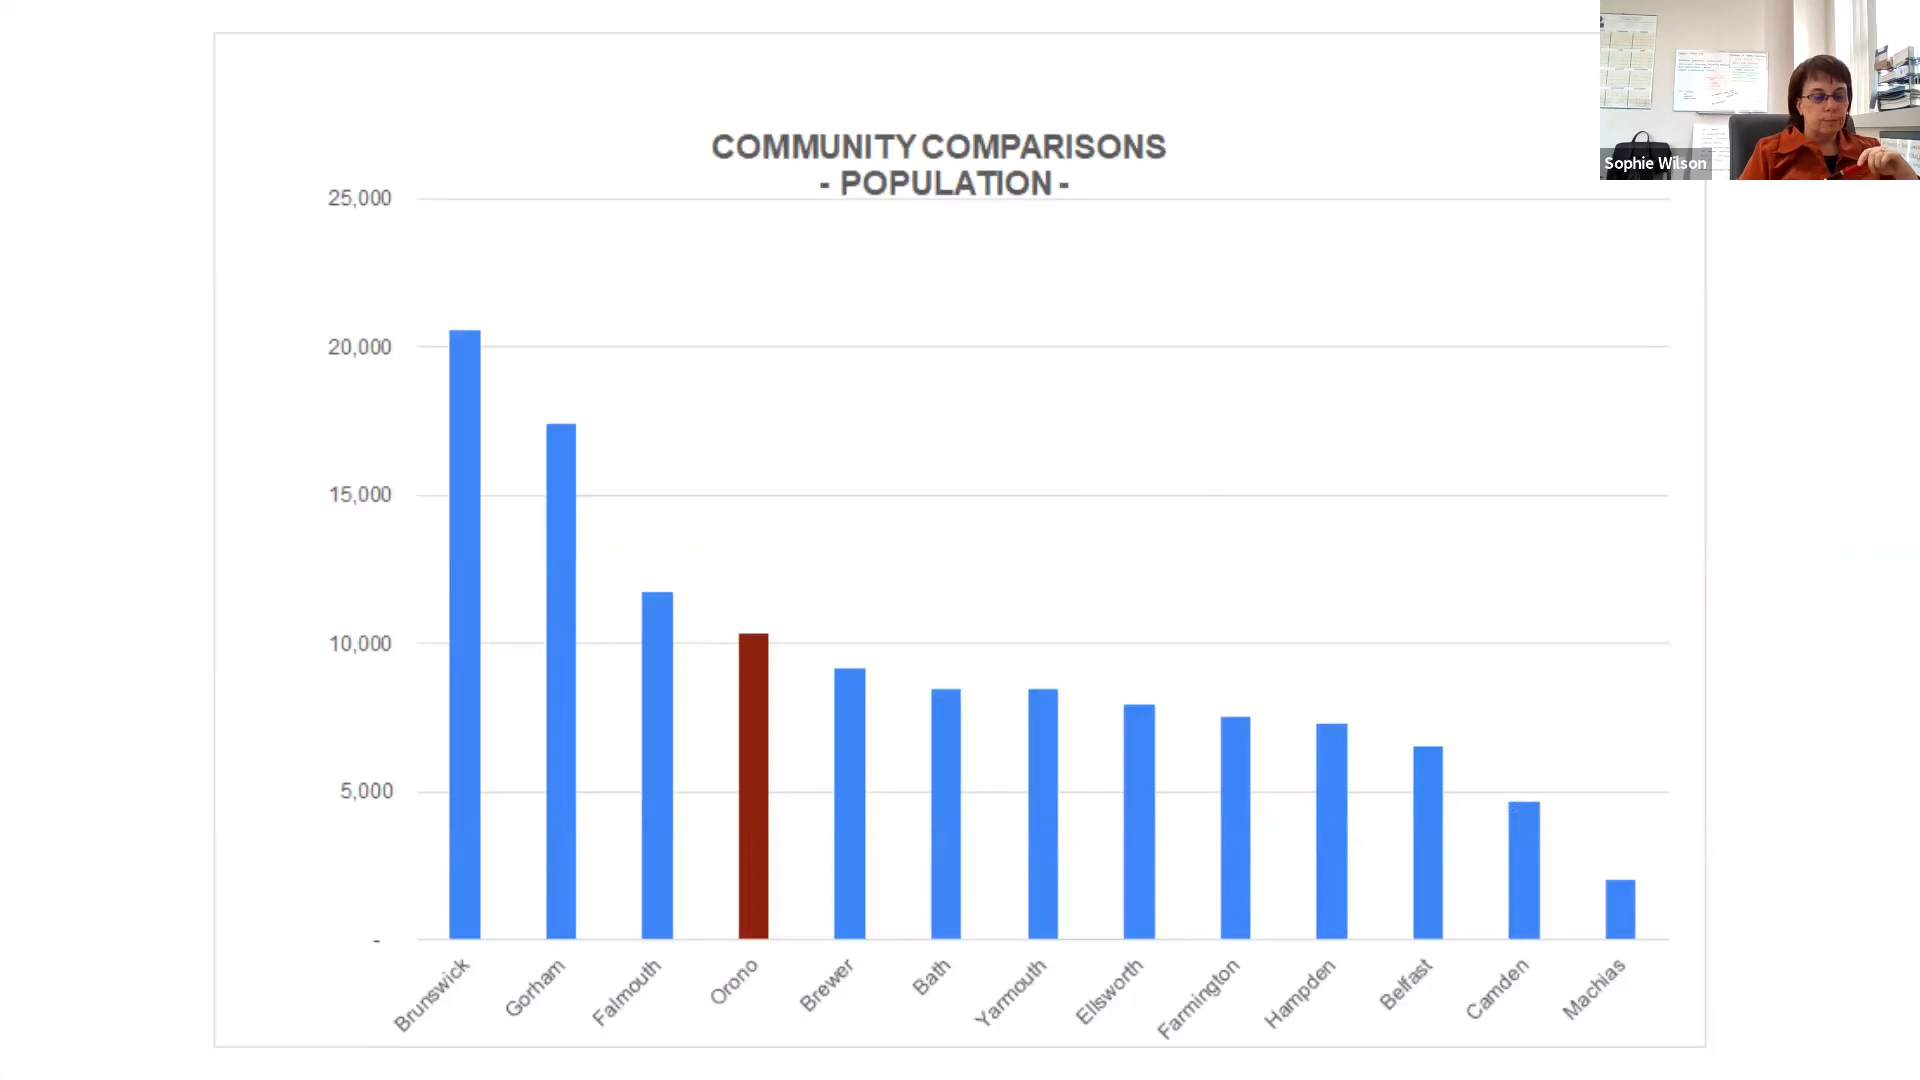 COMMUNITY COMPARISONS
- POPULATION -
25,000
20,000
15,000
10,000
5,000
-
Brunswick
Gorham
Falmouth
Orono
Brewer
Bath
Yarmouth
Ellsworth
Farmington
Hampden
Belfast
Camden
Machias
Sophie Wilson